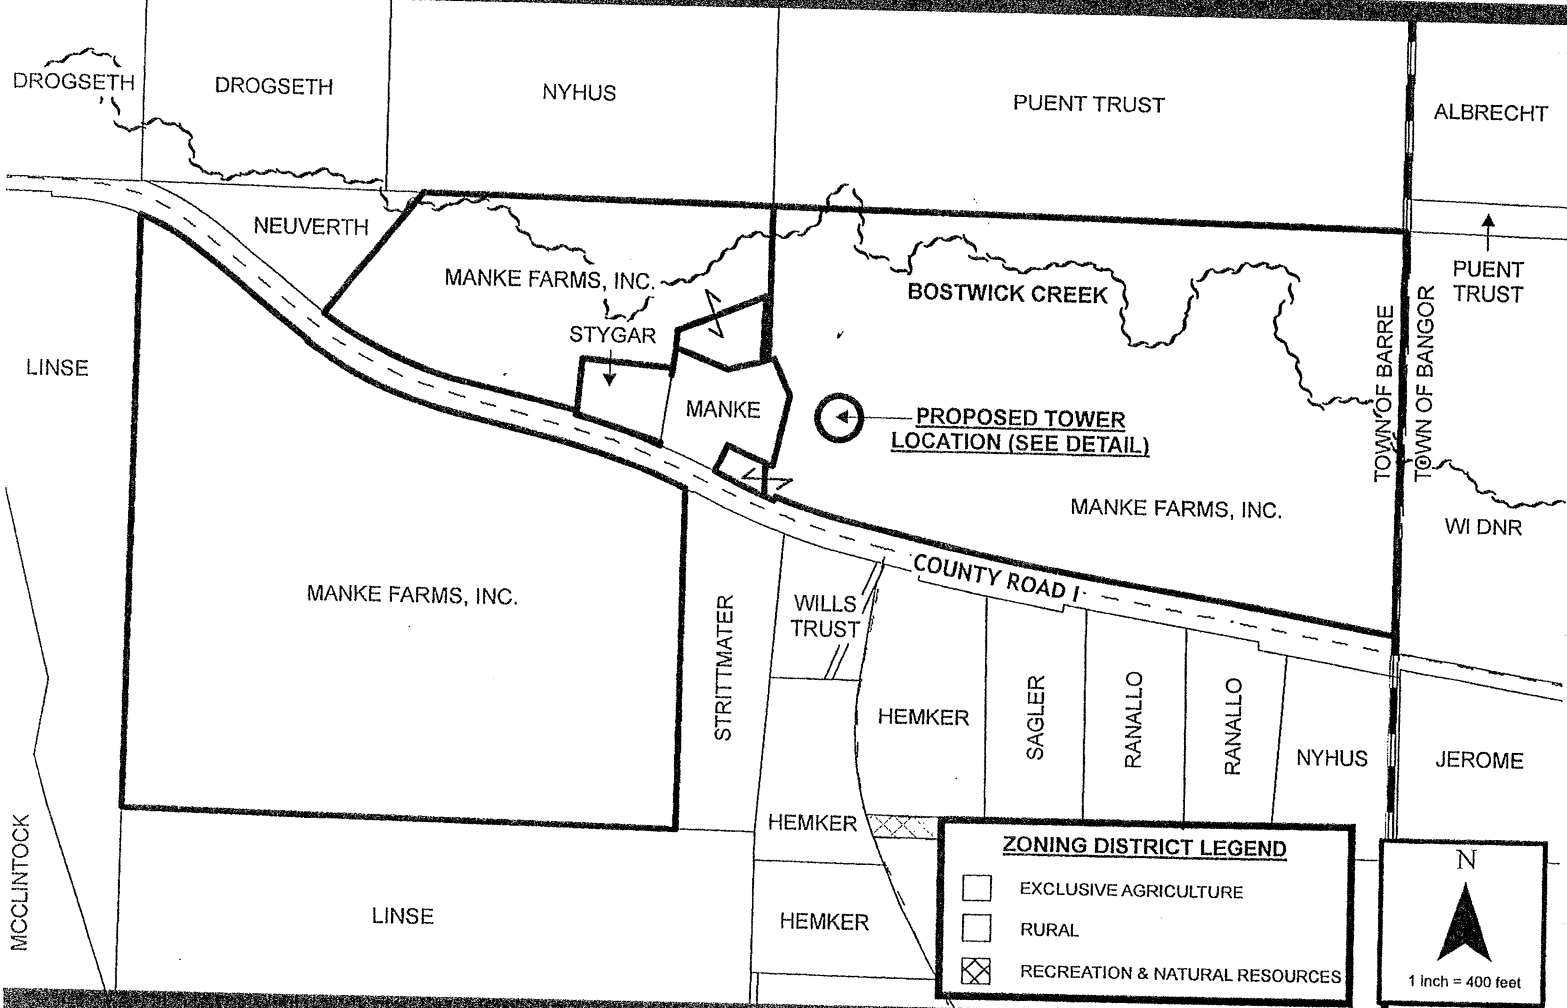 DROGSETH
DROGSETH
NYHUS
PUENT TRUST
ALBRECHT
NEUVERTH
MANKE FARMS, INC.
BOSTWICK CREEK
PUENT
TRUST
STYGAR
LINSE
MANKE
TOWN OF BARRE
TOWN OF BANGOR
PROPOSED TOWER
LOCATION (SEE DETAIL)
MANKE FARMS, INC.
WI DNR
COUNTY ROAD I
MANKE FARMS, INC.
STRITTMATER
WILLS
TRUST
HEMKER
SAGLER
RANALLO
RANALLO
NYHUS
JEROME
MCCLINTOCK
HEMKER
LINSE
HEMKER
ZONING DISTRICT LEGEND
EXCLUSIVE AGRICULTURE
RURAL
RECREATION & NATURAL RESOURCES
N
1 inch = 400 feet